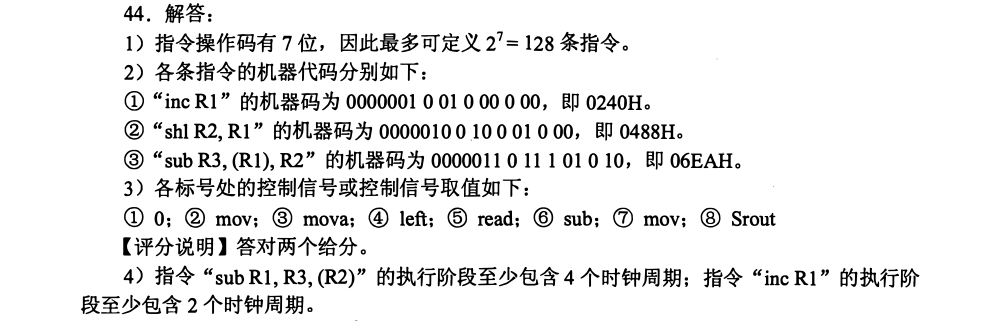 44．解答：
1）指令操作码有 7 位，因此最多可定义 2⁷ = 128 条指令。
2）各条指令的机器代码分别如下：
①“inc R1”的机器码为 0000001 0 01 0 00 0 00，即 0240H。
②“shl R2, R1”的机器码为 0000010 0 10 0 01 0 00，即 0488H。
③“sub R3, (R1), R2”的机器码为 0000011 0 11 1 01 0 10，即 06EAH。
3）各标号处的控制信号或控制信号取值如下：
① 0；② mov；③ mova；④ left；⑤ read；⑥ sub；⑦ mov；⑧ Srout
【评分说明】答对两个给分。
4）指令“sub R1, R3, (R2)”的执行阶段至少包含 4 个时钟周期；指令“inc R1”的执行阶
段至少包含 2 个时钟周期。